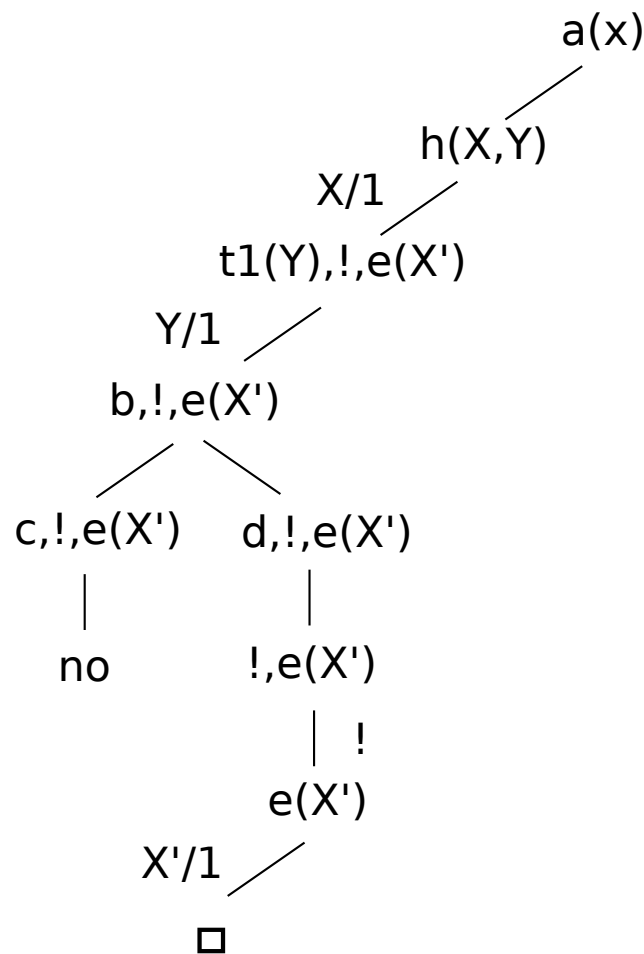 a(x)
h(X,Y)
X/1
t1(Y),!,e(X')
Y/1
b,!,e(X')
c,!,e(X')
d,!,e(X')
no
!,e(X')
!
e(X')
X'/1